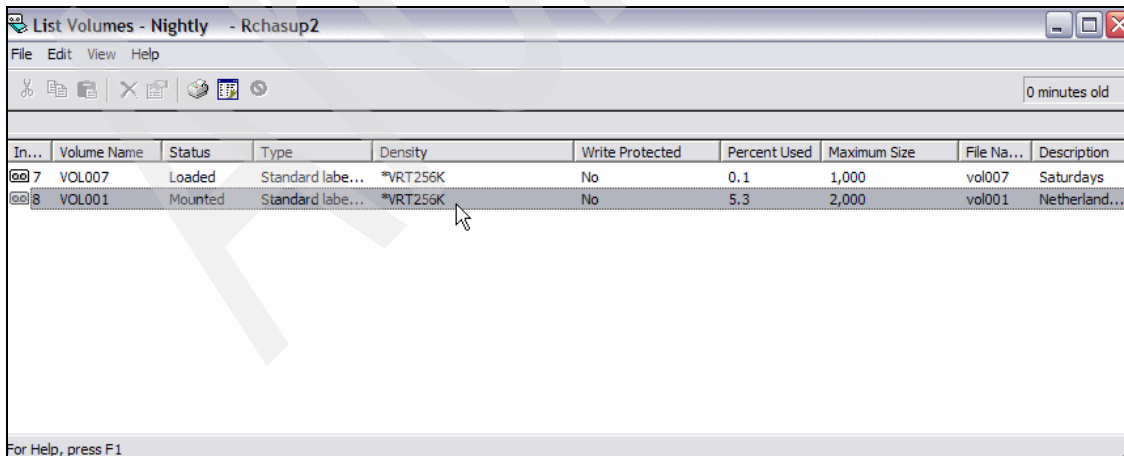 List Volumes - Nightly - Rchasup2
File Edit View Help
0 minutes old
In... Volume Name Status Type Density Write Protected Percent Used Maximum Size File Na... Description
7 VOL007 Loaded Standard labe... *VRT256K No 0.1 1,000 vol007 Saturdays
8 VOL001 Mounted Standard labe... *VRT256K No 5.3 2,000 vol001 Netherland...
For Help, press F1